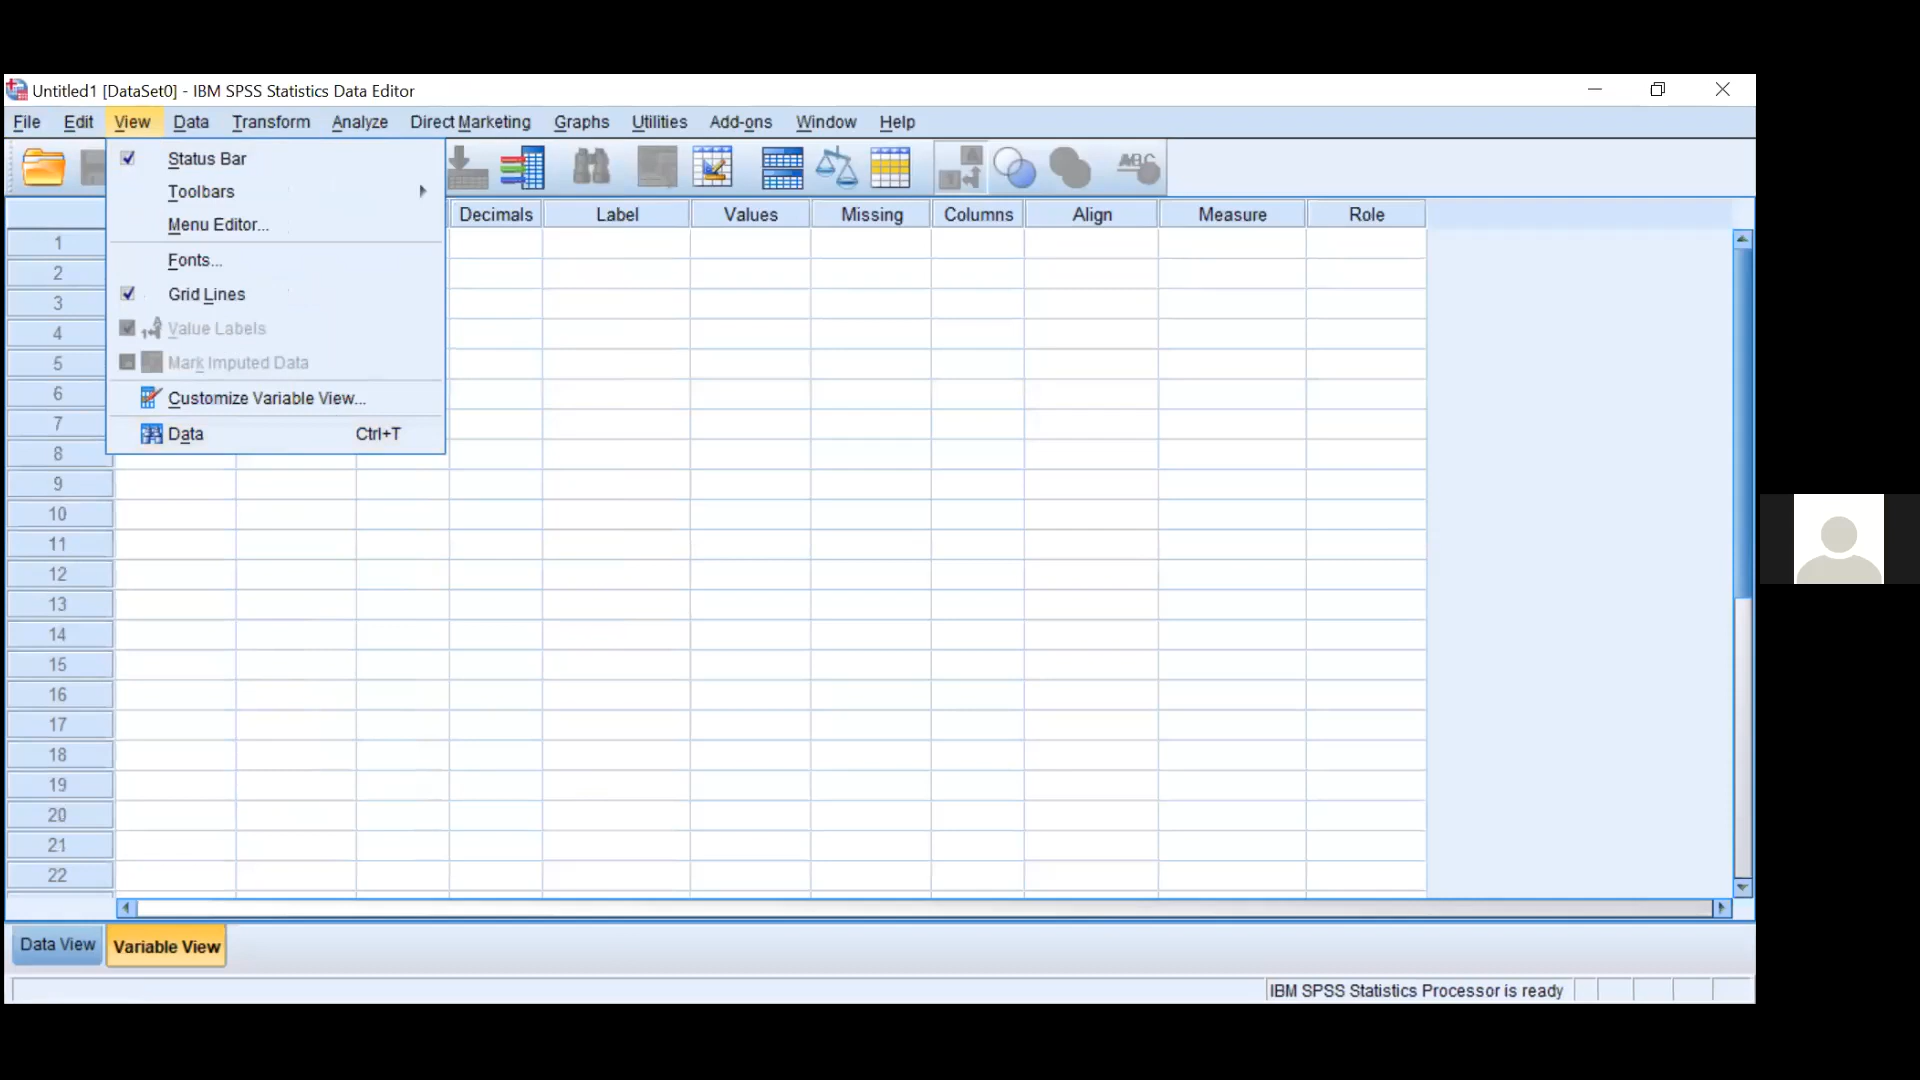 Untitled1 [DataSet0] - IBM SPSS Statistics Data Editor
File Edit View Data Transform Analyze Direct Marketing Graphs Utilities Add-ons Window Help
Status Bar
Toolbars
Menu Editor...
Fonts...
Grid Lines
Value Labels
Mark Imputed Data
Customize Variable View...
Data Ctrl+T
A
ABC
Decimals Label Values Missing Columns Align Measure Role
1
2
3
4
5
6
7
8
9
10
11
12
13
14
15
16
17
18
19
20
21
22
Data View Variable View
IBM SPSS Statistics Processor is ready